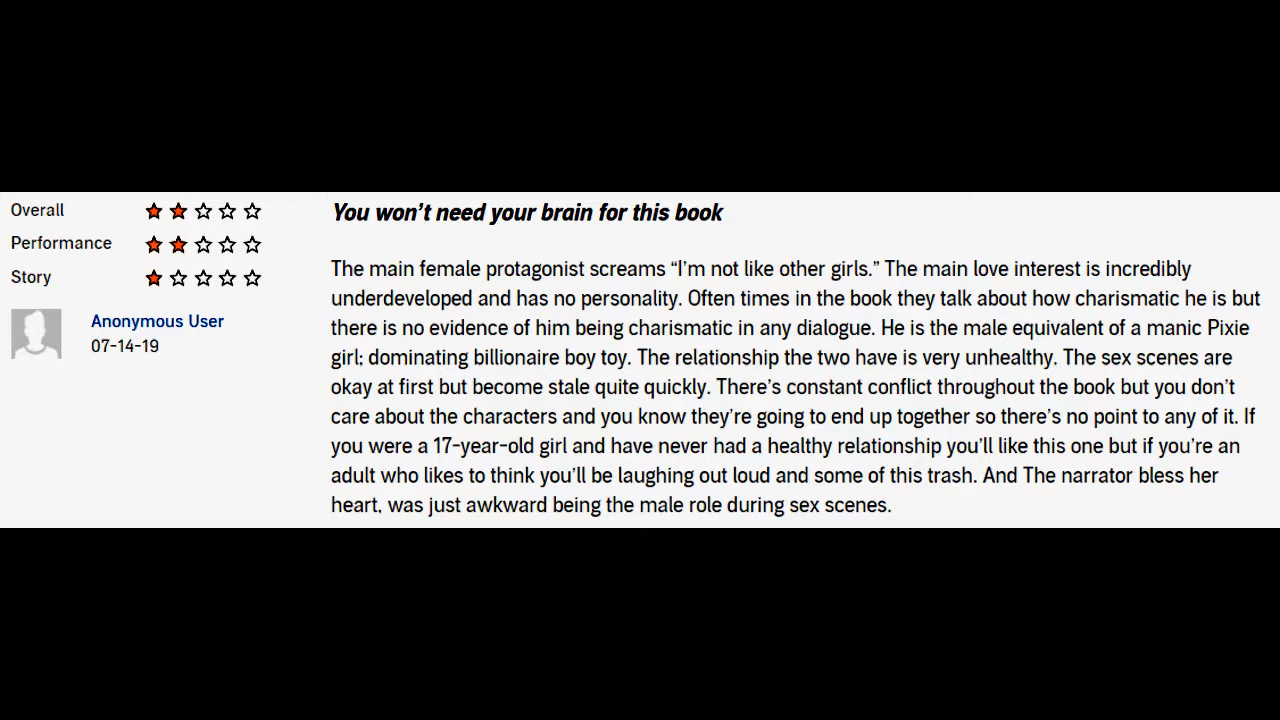 Overall
Performance
Story
Anonymous User
07-14-19
You won't need your brain for this book
The main female protagonist screams “I'm not like other girls.” The main love interest is incredibly
underdeveloped and has no personality. Often times in the book they talk about how charismatic he is but
there is no evidence of him being charismatic in any dialogue. He is the male equivalent of a manic Pixie
girl; dominating billionaire boy toy. The relationship the two have is very unhealthy. The sex scenes are
okay at first but become stale quite quickly. There's constant conflict throughout the book but you don't
care about the characters and you know they're going to end up together so there's no point to any of it. If
you were a 17-year-old girl and have never had a healthy relationship you'll like this one but if you're an
adult who likes to think you'll be laughing out loud and some of this trash. And The narrator bless her
heart, was just awkward being the male role during sex scenes.